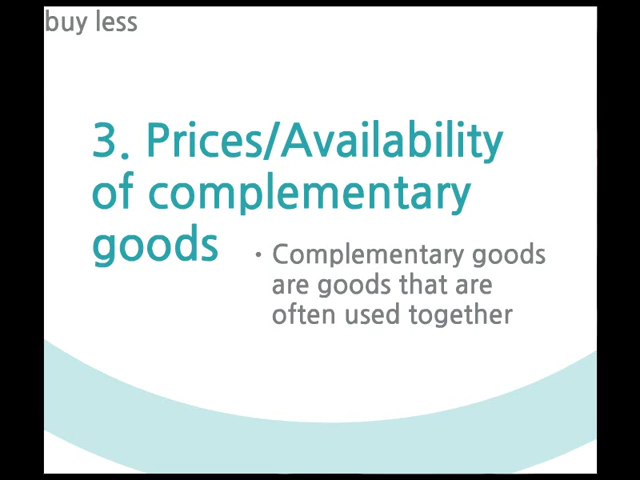 buy less
3. Prices/Availability
of complementary
goods
• Complementary goods
are goods that are
often used together